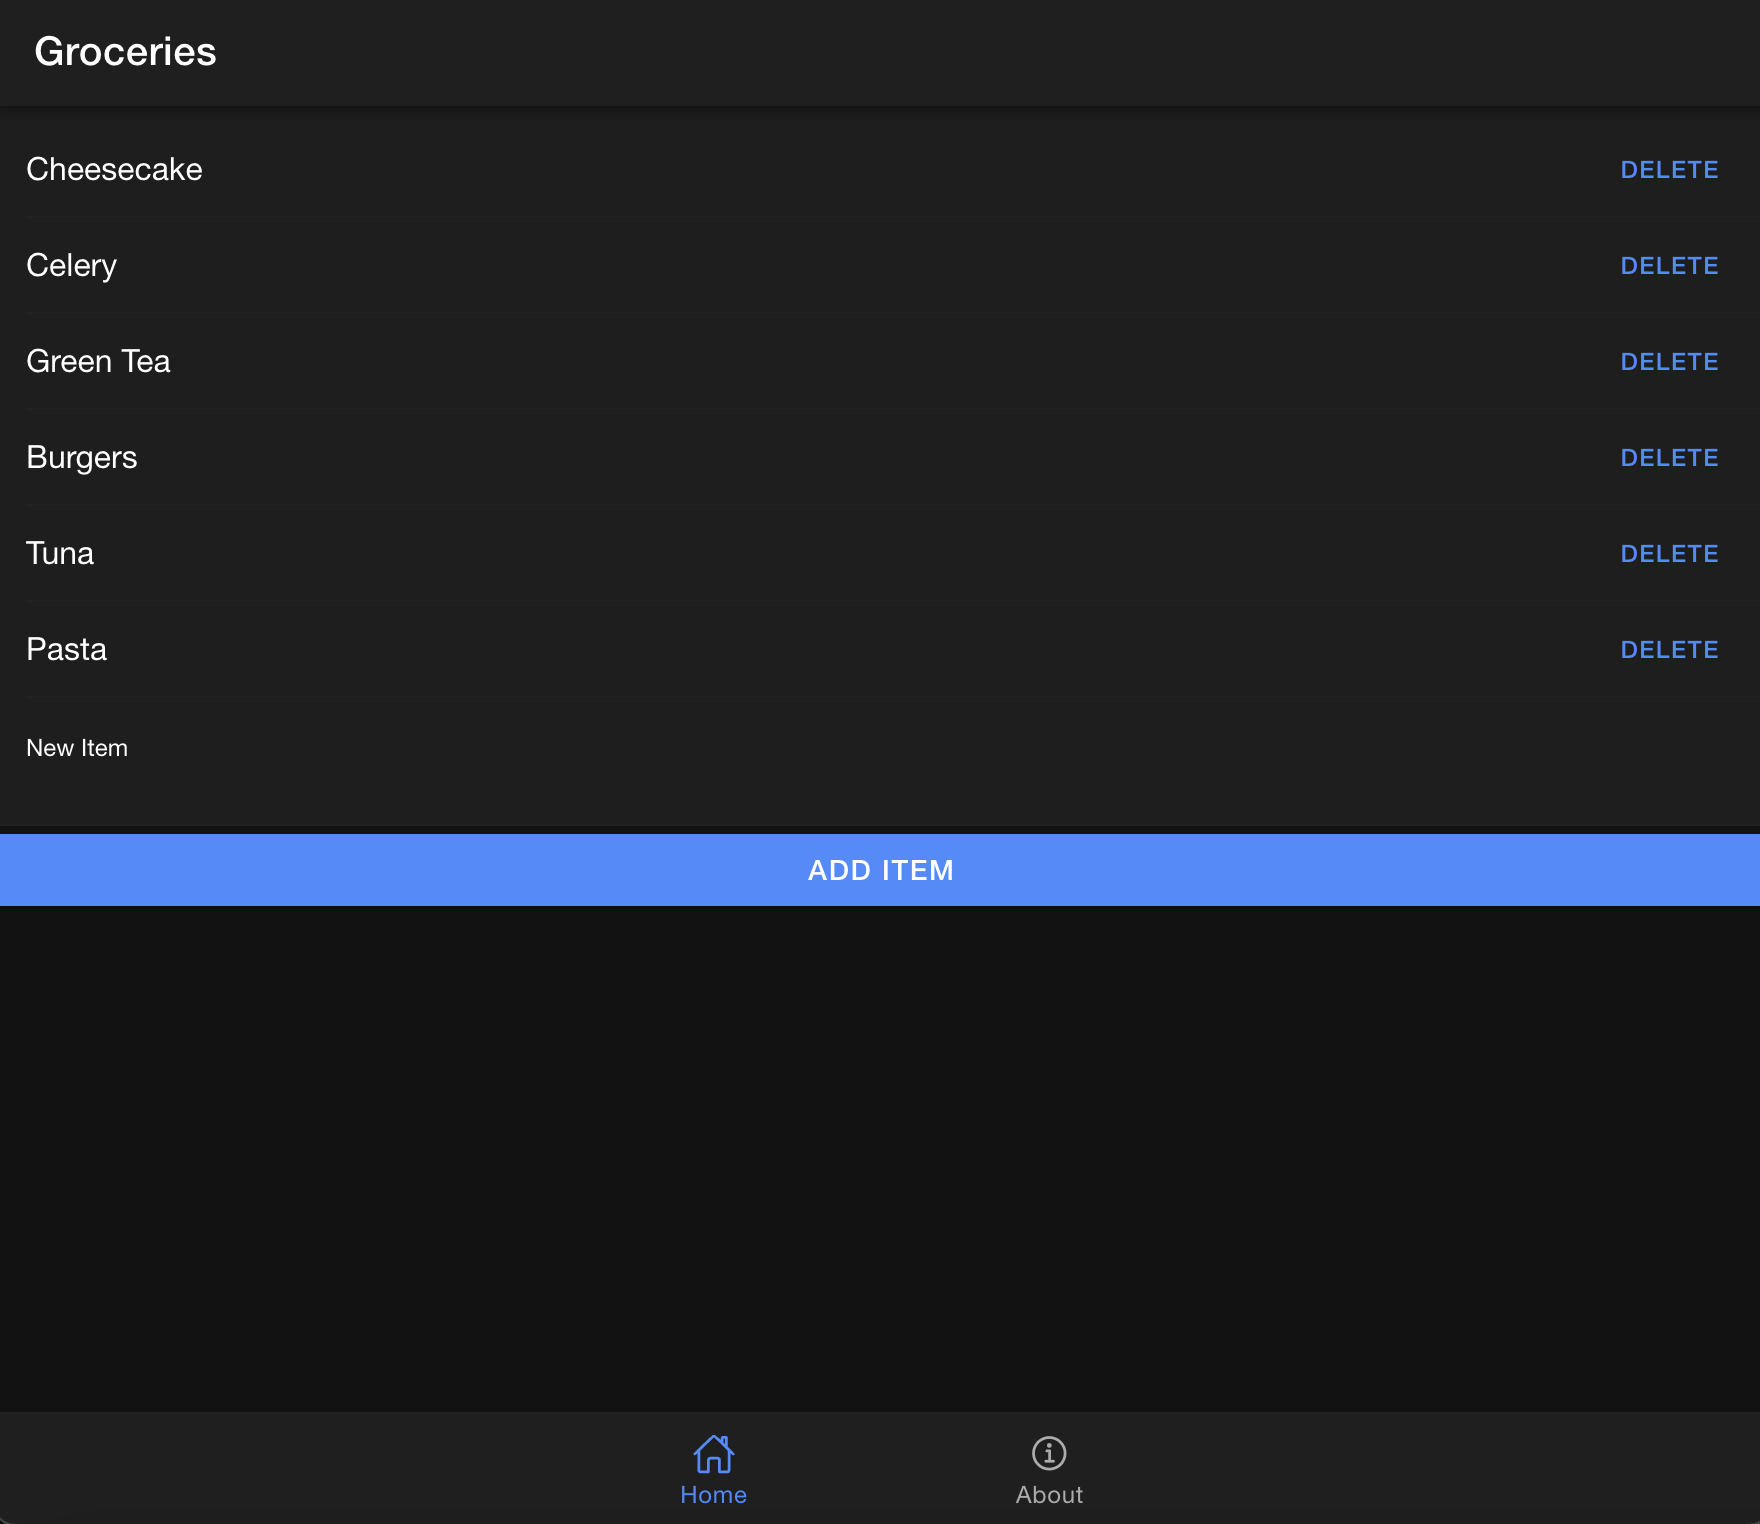 Groceries
Cheesecake DELETE
Celery DELETE
Green Tea DELETE
Burgers DELETE
Tuna DELETE
Pasta DELETE
New Item
ADD ITEM
Home About